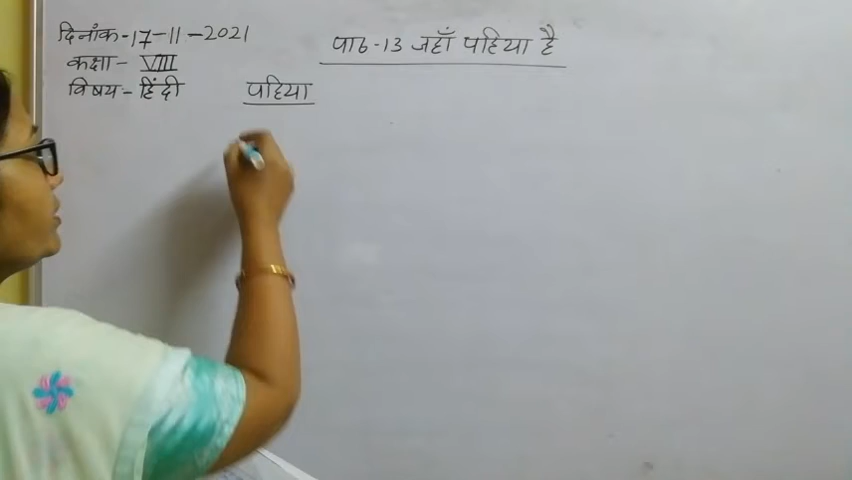 दिनांक-17-11-2021
पाठ-13 जहाँ पहिया है
कक्षा- VIII
विषय- हिंदी
पहिया